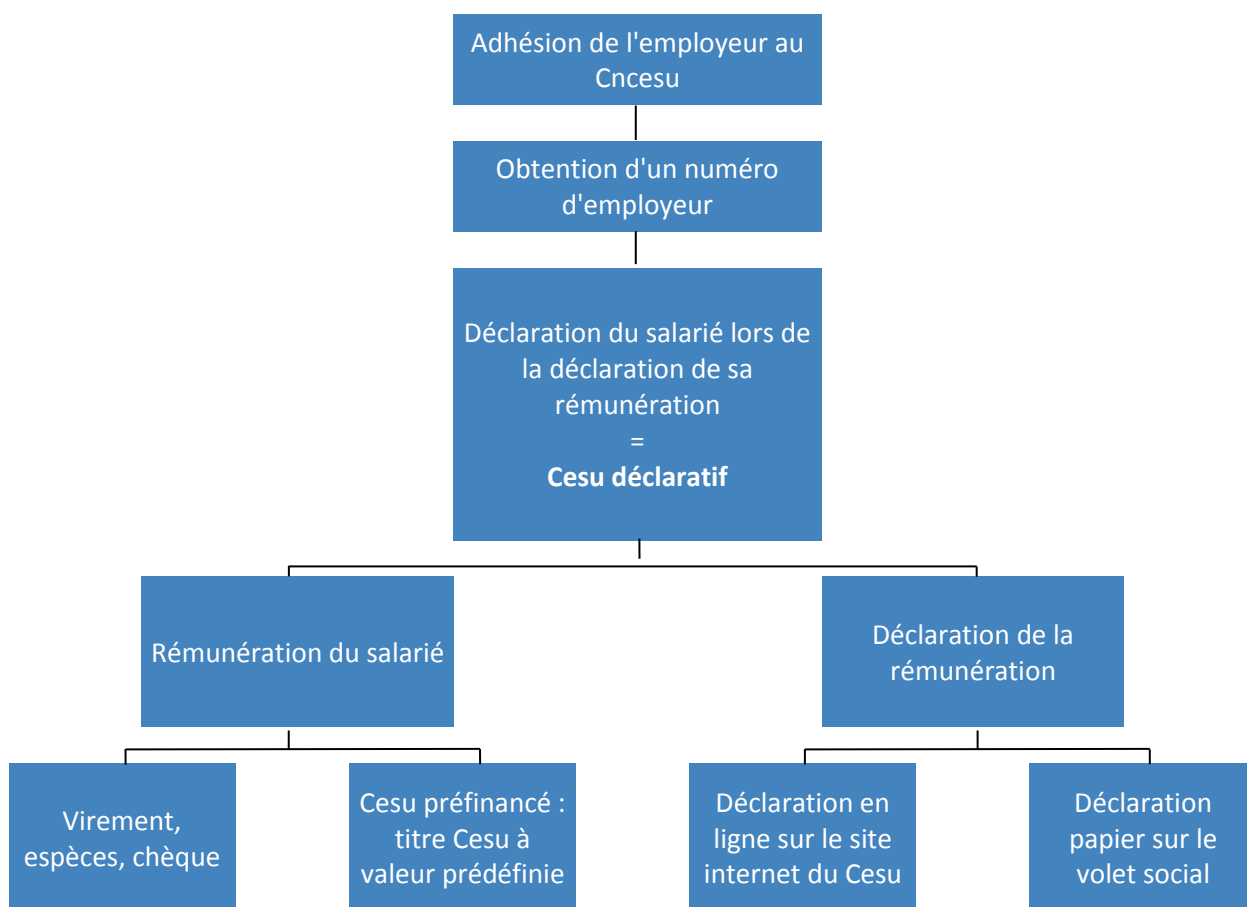 Adhésion de l'employeur au
Cncesu
Obtention d'un numéro
d'employeur
Déclaration du salarié lors de
la déclaration de sa
rémunération
=
Cesu déclaratif
Rémunération du salarié
Déclaration de la
rémunération
Virement,
espèces, chèque
Cesu préfinancé :
titre Cesu à
valeur prédéfinie
Déclaration en
ligne sur le site
internet du Cesu
Déclaration
papier sur le
volet social